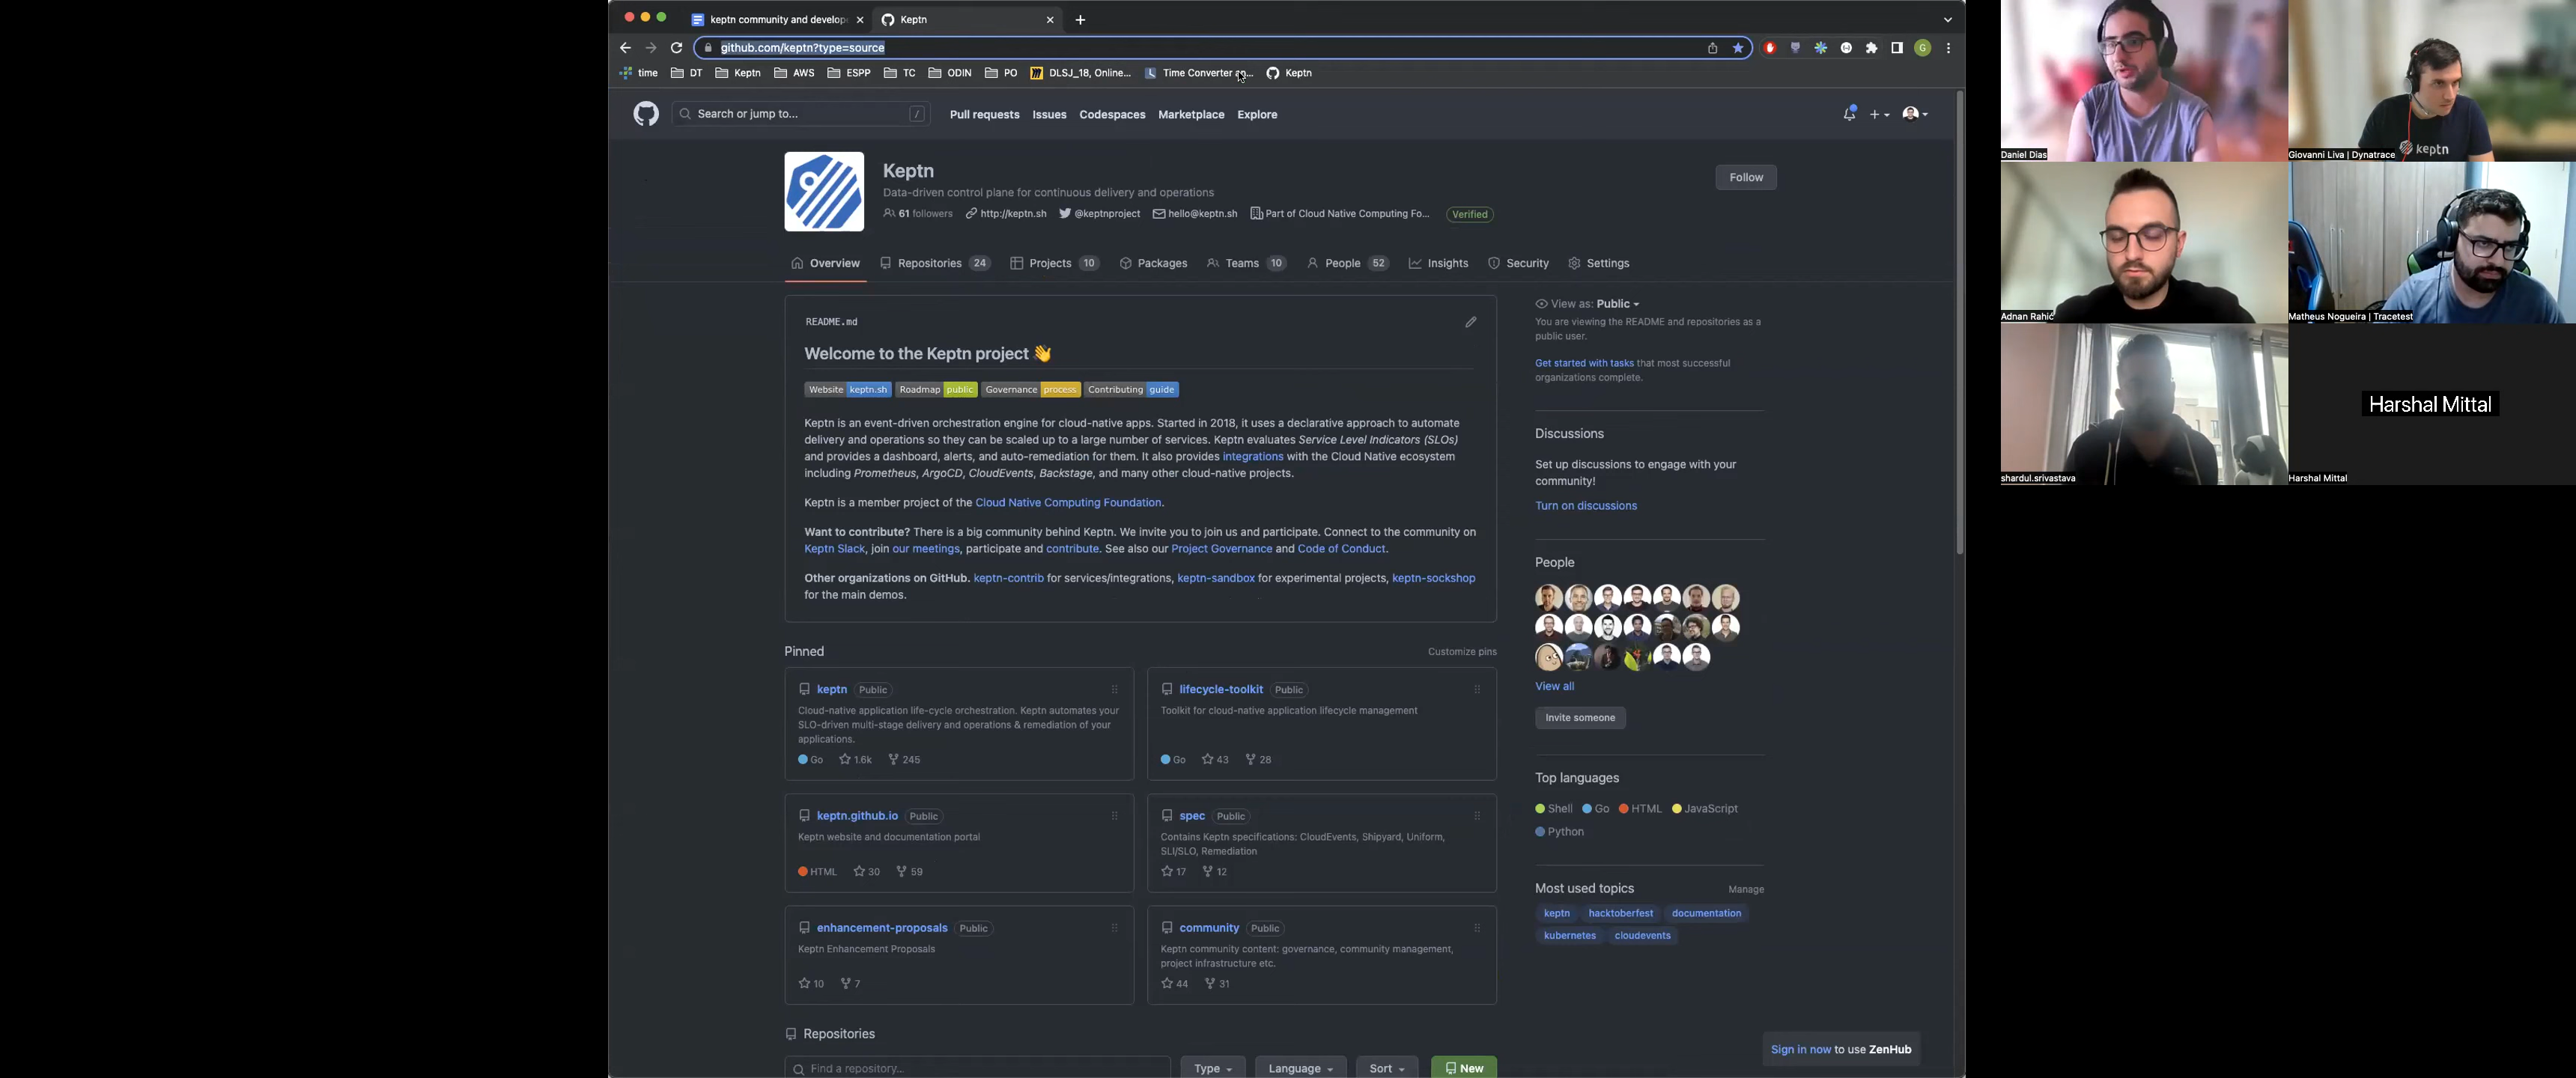 keptn community and develop
Keptn
github.com/keptn?type=source
time
DT
Keptn
AWS
ESPP
TC
ODIN
PO
DLSJ_18, Online...
Time Converter
Keptn
Search or jump to...
/
Pull requests
Issues
Codespaces
Marketplace
Explore
Keptn
Data-driven control plane for continuous delivery and operations
61 followers
http://keptn.sh
@keptnproject
hello@keptn.sh
Part of Cloud Native Computing Fo...
Verified
Follow
Overview
Repositories 24
Projects 10
Packages
Teams 10
People 52
Insights
Security
Settings
README.md
Welcome to the Keptn project 👋
Website keptn.sh Roadmap public Governance process Contributing guide
Keptn is an event-driven orchestration engine for cloud-native apps. Started in 2018, it uses a declarative approach to automate
delivery and operations so they can be scaled up to a large number of services. Keptn evaluates Service Level Indicators (SLOs)
and provides a dashboard, alerts, and auto-remediation for them. It also provides integrations with the Cloud Native ecosystem
including Prometheus, ArgoCD, CloudEvents, Backstage, and many other cloud-native projects.
Keptn is a member project of the Cloud Native Computing Foundation.
Want to contribute? There is a big community behind Keptn. We invite you to join us and participate. Connect to the community on
Keptn Slack, join our meetings, participate and contribute. See also our Project Governance and Code of Conduct.
Other organizations on GitHub. keptn-contrib for services/integrations, keptn-sandbox for experimental projects, keptn-sockshop
for the main demos.
Pinned
Customize pins
keptn Public
Cloud-native application life-cycle orchestration. Keptn automates your
SLO-driven multi-stage delivery and operations & remediation of your
applications.
Go 1.6k 245
lifecycle-toolkit Public
Toolkit for cloud-native application lifecycle management
Go 43 28
keptn.github.io Public
Keptn website and documentation portal
HTML 30 59
spec Public
Contains Keptn specifications: CloudEvents, Shipyard, Uniform,
SLI/SLO, Remediation
17 12
enhancement-proposals Public
Keptn Enhancement Proposals
10 7
community Public
Keptn community content: governance, community management,
project infrastructure etc.
44 31
Repositories
Find a repository...
Type
Language
Sort
New
View as: Public
You are viewing the README and repositories as a
public user.
Get started with tasks that most successful
organizations complete.
Discussions
Set up discussions to engage with your
community!
Turn on discussions
People
View all
Invite someone
Top languages
Shell Go HTML JavaScript
Python
Most used topics
Manage
keptn hacktoberfest documentation
kubernetes cloudevents
Sign in now to use ZenHub
G
Daniel Dias
keptn
Giovanni Liva | Dynatrace
Adnan Rahić
Matheus Nogueira | Tracetest
shardul.srivastava
Harshal Mittal
Harshal Mittal